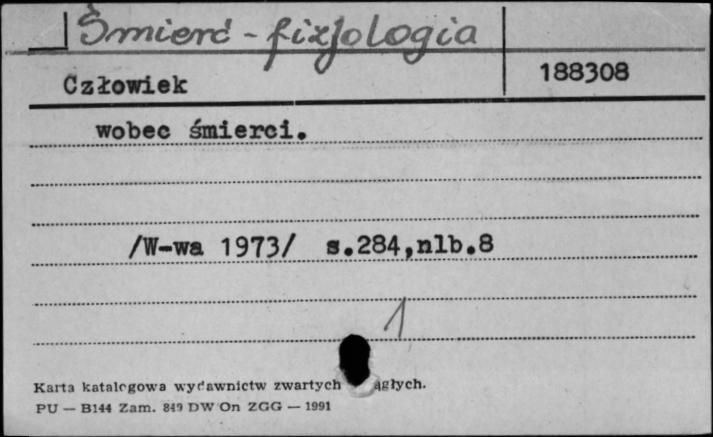 Śmierć - fizjologia
Człowiek 188308
wobec śmierci.
/W-wa 1973/ s.284,nlb.8
1
Karta katalogowa wydawnictw zwartych ągłych.
PU — B144 Zam. 849 DW On ZGG — 1991